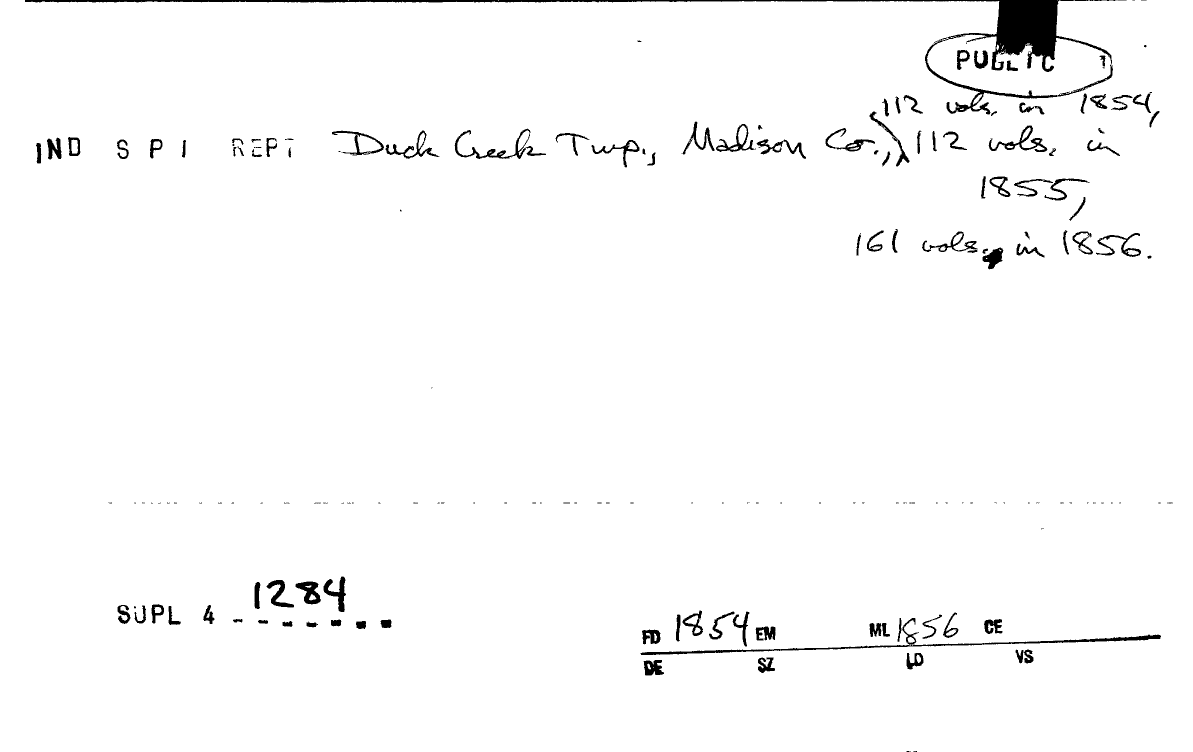 PUBLIC
112 vols. in 1854,
IND S P I REPT Duck Creek Twp., Madison Co., 112 vols. in
1855,
161 vols. in 1856.
SUPL 4 1284
FD 1854 EM ML 1856 CE
DE SZ LD VS